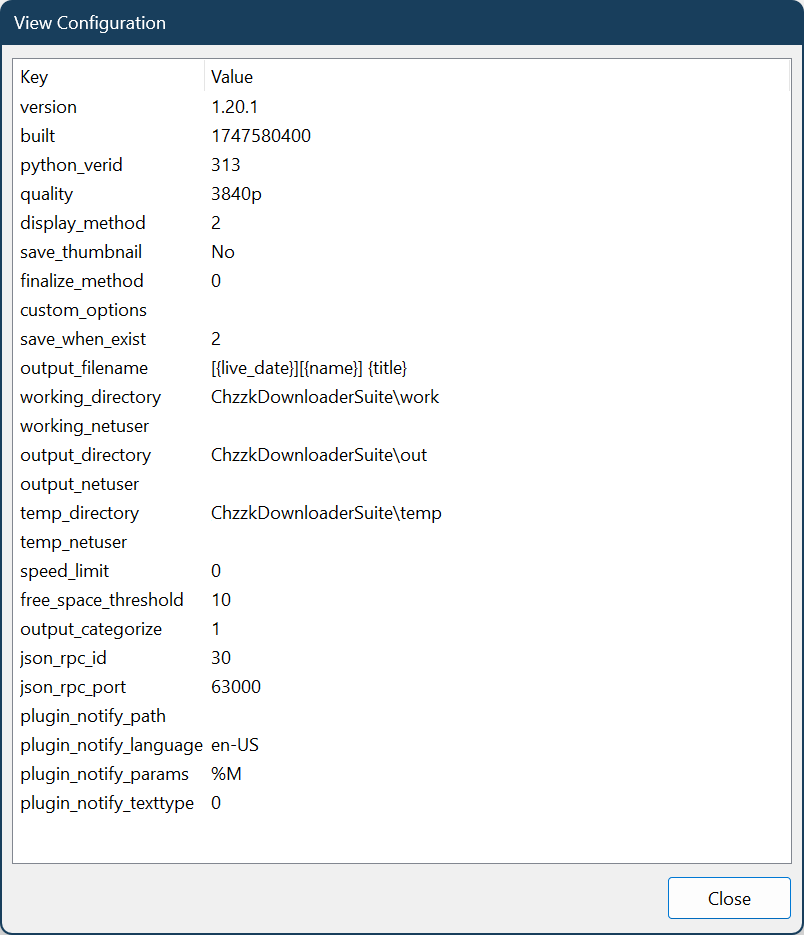 View Configuration
Key Value
version 1.20.1
built 1747580400
python_verid 313
quality 3840p
display_method 2
save_thumbnail No
finalize_method 0
custom_options
save_when_exist 2
output_filename [{live_date}][{name}] {title}
working_directory ChzzkDownloaderSuite\work
working_netuser
output_directory ChzzkDownloaderSuite\out
output_netuser
temp_directory ChzzkDownloaderSuite\temp
temp_netuser
speed_limit 0
free_space_threshold 10
output_categorize 1
json_rpc_id 30
json_rpc_port 63000
plugin_notify_path
plugin_notify_language en-US
plugin_notify_params %M
plugin_notify_texttype 0
Close